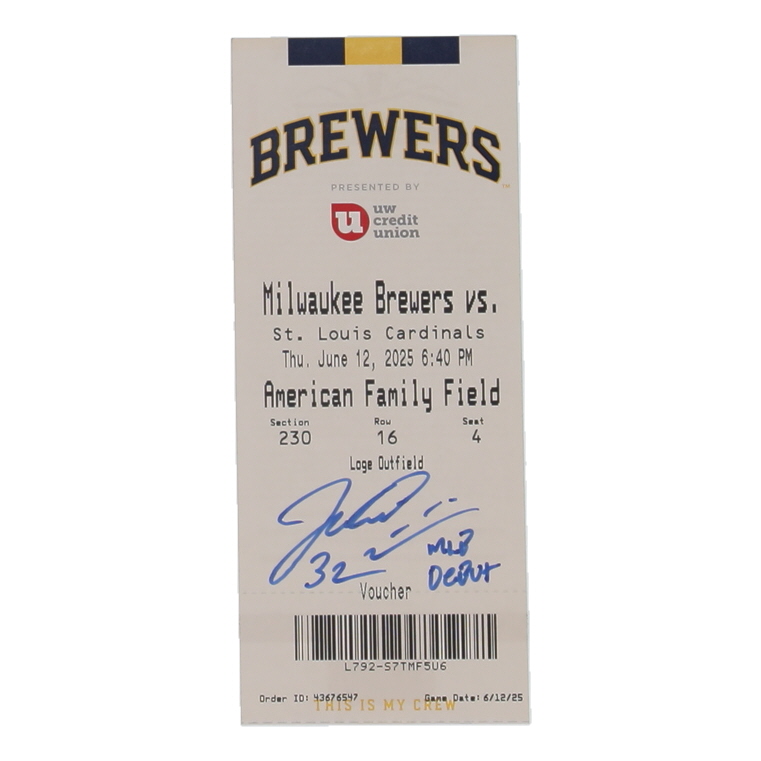 BREWERS™
PRESENTED BY
u uw
credit
union
Milwaukee Brewers vs.
St. Louis Cardinals
Thu. June 12, 2025 6:40 PM
American Family Field
Section Row Seat
230 16 4
Loge Outfield
32 MLB
DEBUT
Voucher
L792-S7TMF5U6
Order ID: 43676547 Game Date: 6/12/25
THIS IS MY CREW